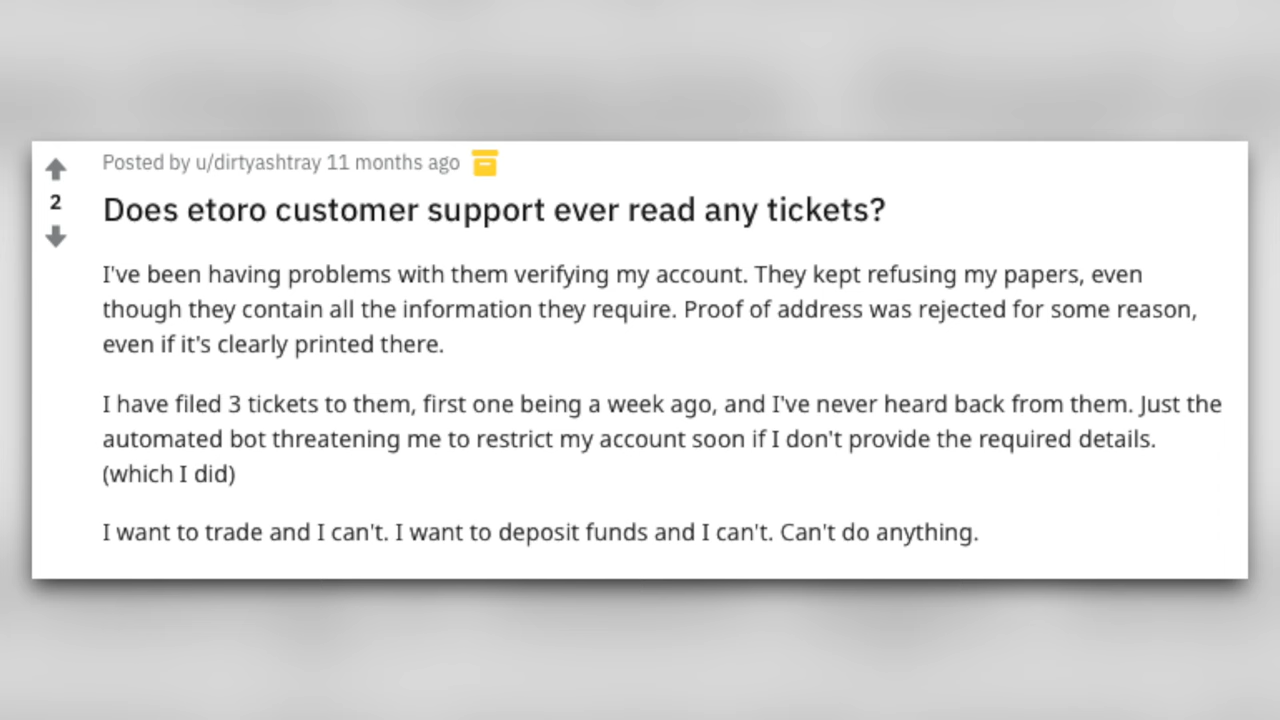 Posted by u/dirtyashtray 11 months ago
2
Does etoro customer support ever read any tickets?
I've been having problems with them verifying my account. They kept refusing my papers, even
though they contain all the information they require. Proof of address was rejected for some reason,
even if it's clearly printed there.
I have filed 3 tickets to them, first one being a week ago, and I've never heard back from them. Just the
automated bot threatening me to restrict my account soon if I don't provide the required details.
(which I did)
I want to trade and I can't. I want to deposit funds and I can't. Can't do anything.